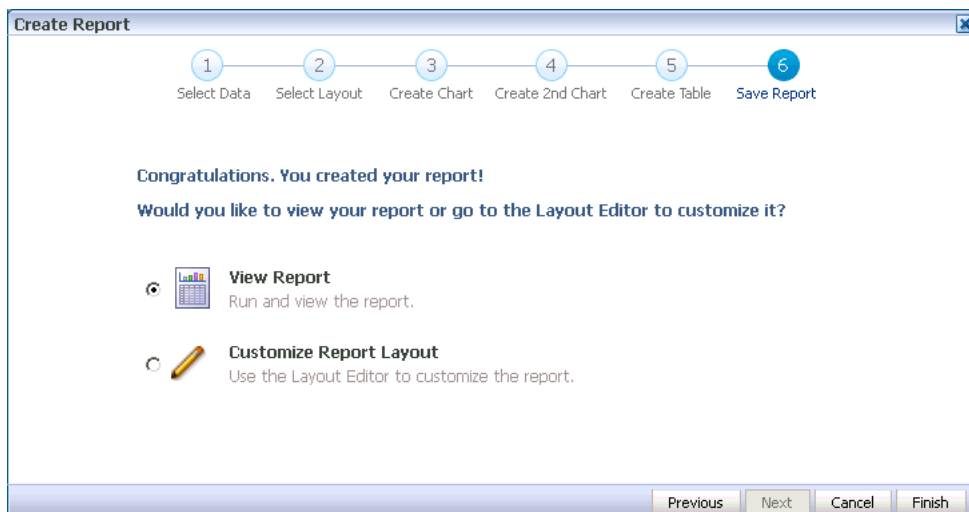 Create Report
1 2 3 4 5 6
Select Data Select Layout Create Chart Create 2nd Chart Create Table Save Report
Congratulations. You created your report!
Would you like to view your report or go to the Layout Editor to customize it?
View Report
Run and view the report.
Customize Report Layout
Use the Layout Editor to customize the report.
Previous Next Cancel Finish